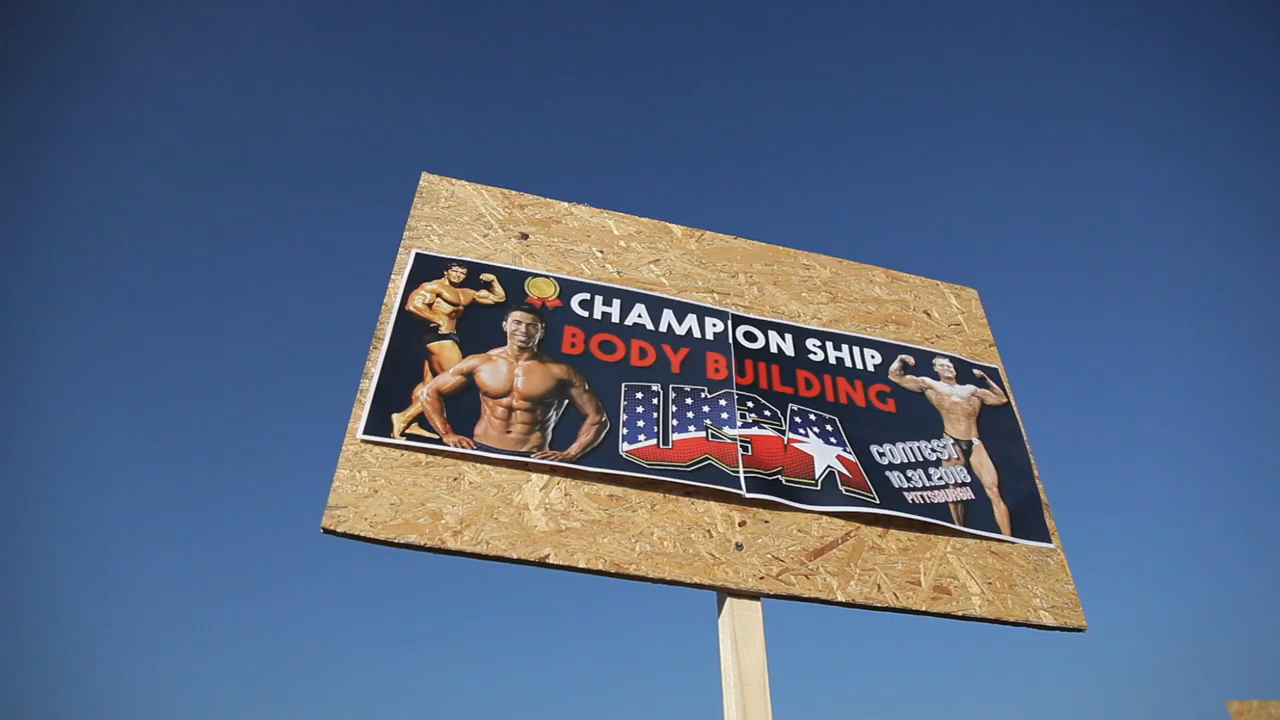 CHAMPION SHIP
BODY BUILDING
USA
CONTEST
10.31.2018
PITTSBURGH